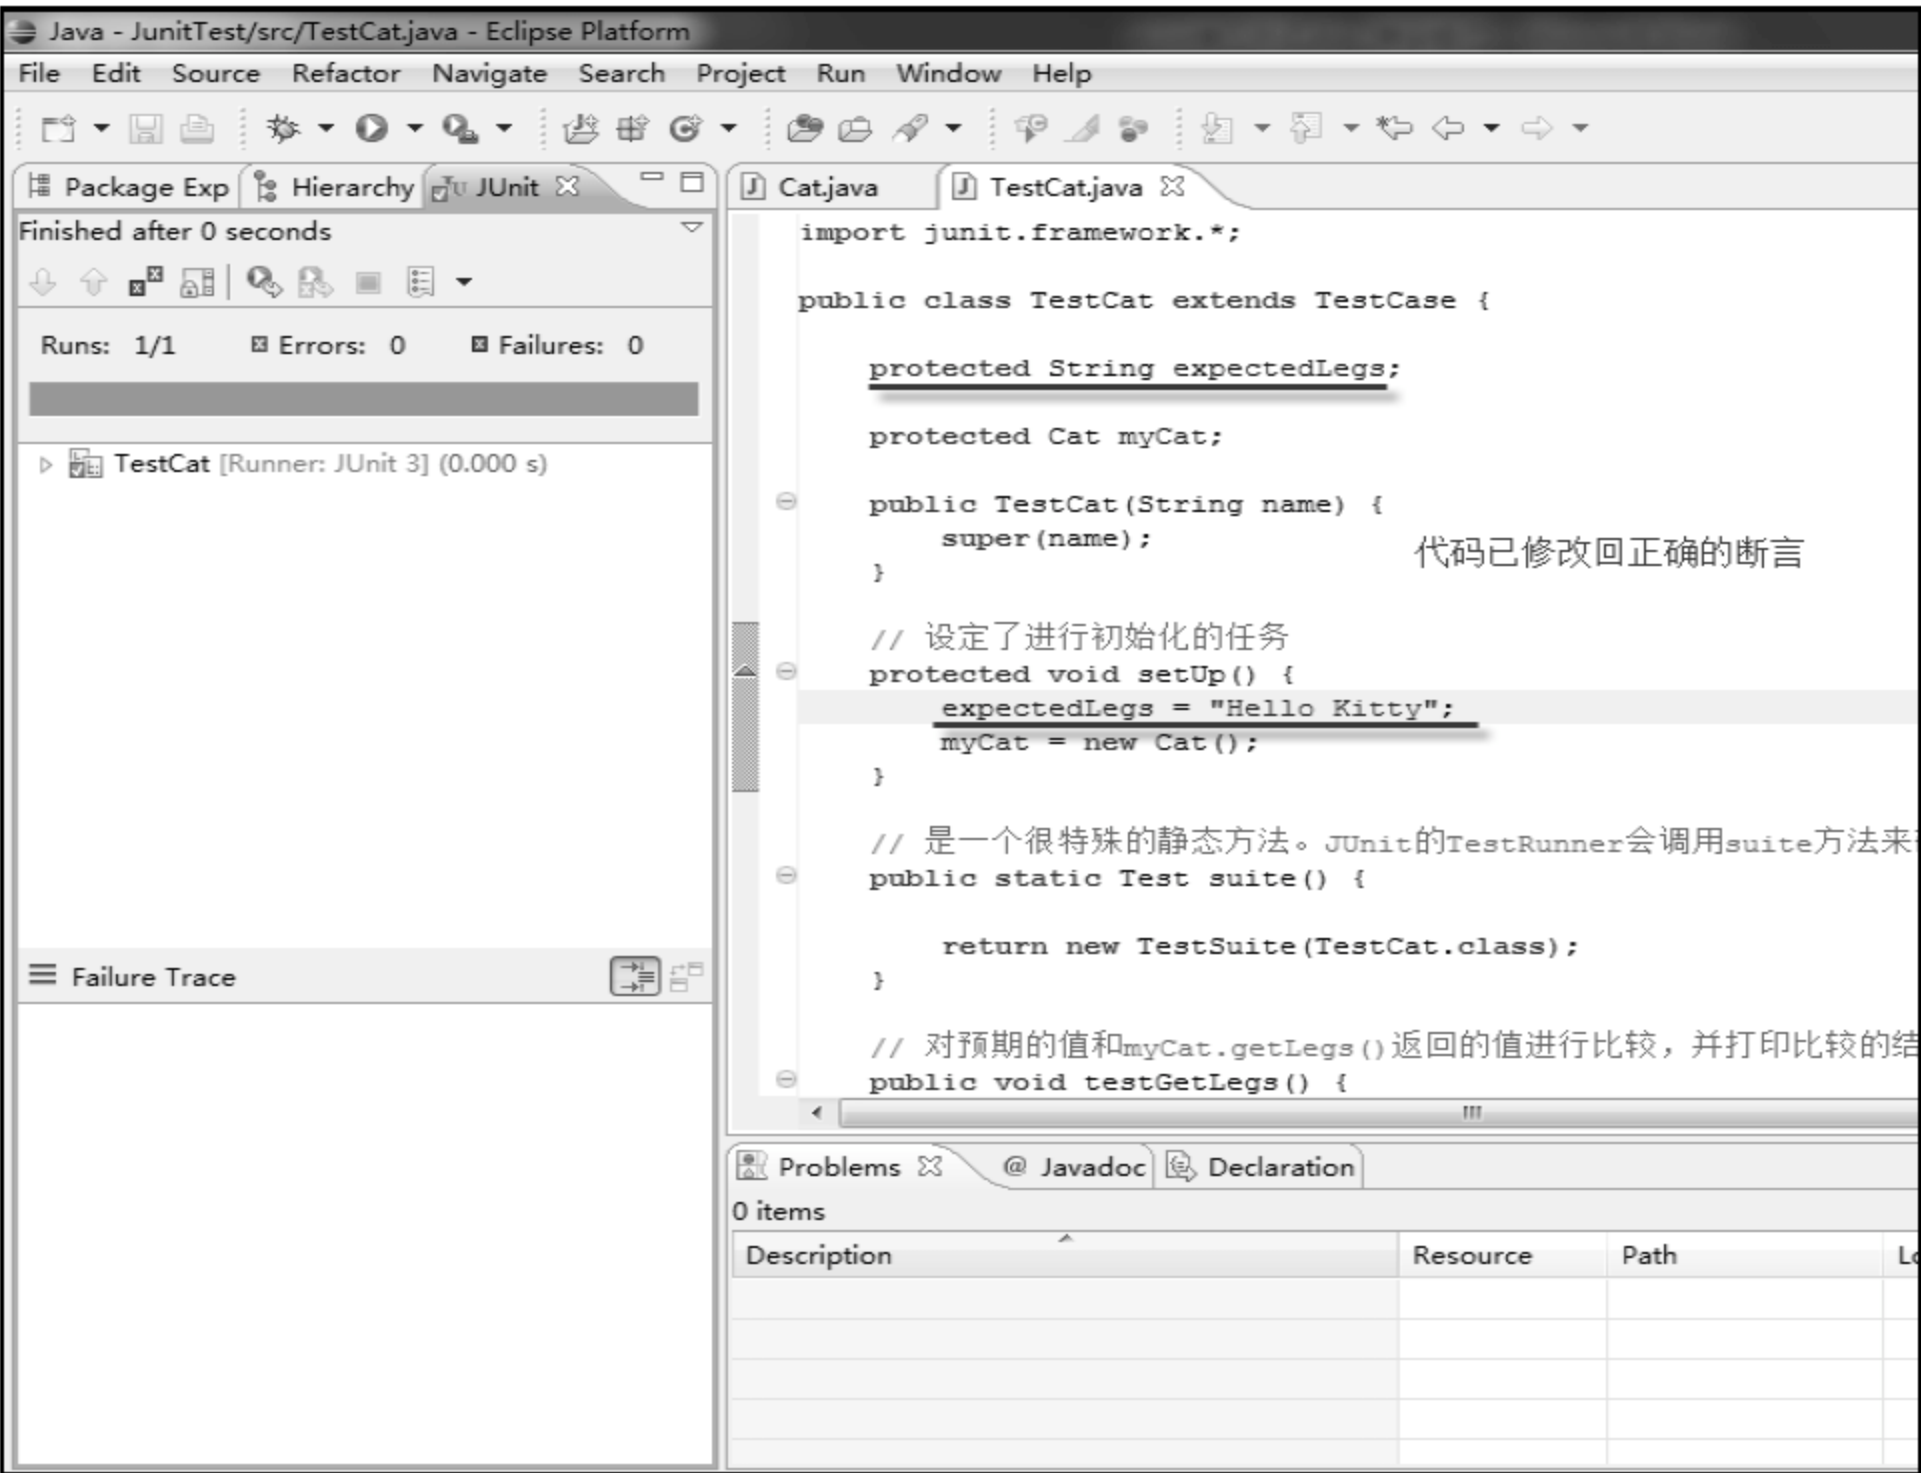 Java - JunitTest/src/TestCat.java - Eclipse Platform
File Edit Source Refactor Navigate Search Project Run Window Help
Package Exp Hierarchy JUnit
Finished after 0 seconds
Runs: 1/1 Errors: 0 Failures: 0
TestCat [Runner: JUnit 3] (0.000 s)
Failure Trace
Cat.java TestCat.java
import junit.framework.*;
public class TestCat extends TestCase {
protected String expectedLegs;
protected Cat myCat;
public TestCat(String name) {
super(name);
代码已修改回正确的断言
}
// 设定了进行初始化的任务
protected void setUp() {
expectedLegs = "Hello Kitty";
myCat = new Cat();
}
// 是一个很特殊的静态方法。JUnit的TestRunner会调用suite方法来
public static Test suite() {
return new TestSuite(TestCat.class);
}
// 对预期的值和myCat.getLegs()返回的值进行比较，并打印比较的结
public void testGetLegs() {
Problems @ Javadoc Declaration
0 items
Description Resource Path